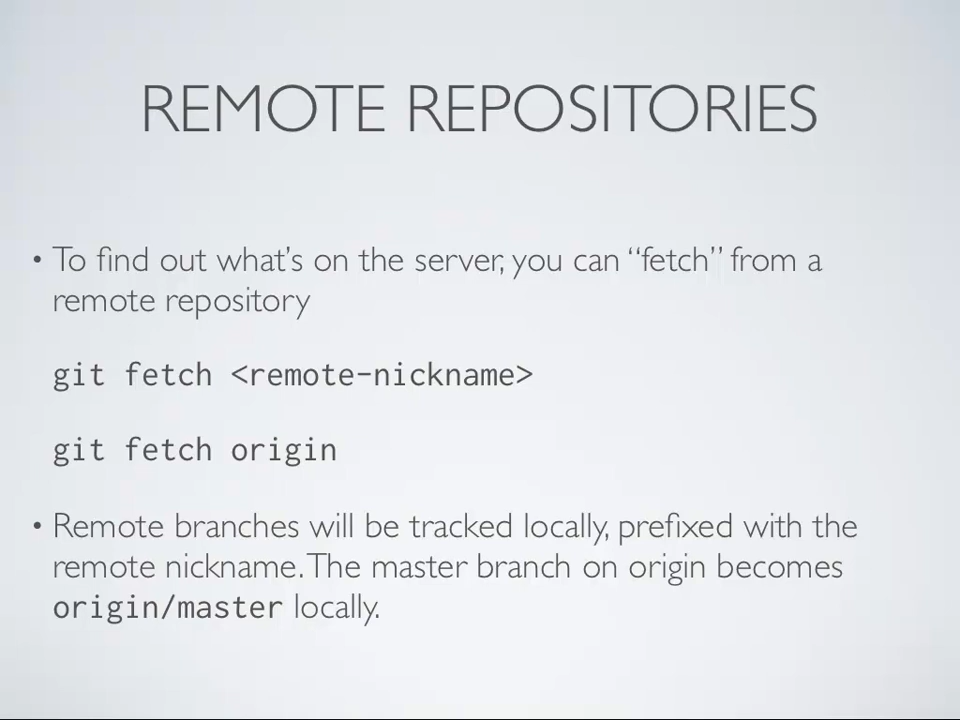 REMOTE REPOSITORIES
• To find out what’s on the server, you can “fetch” from a
remote repository
git fetch <remote-nickname>
git fetch origin
• Remote branches will be tracked locally, prefixed with the
remote nickname. The master branch on origin becomes
origin/master locally.